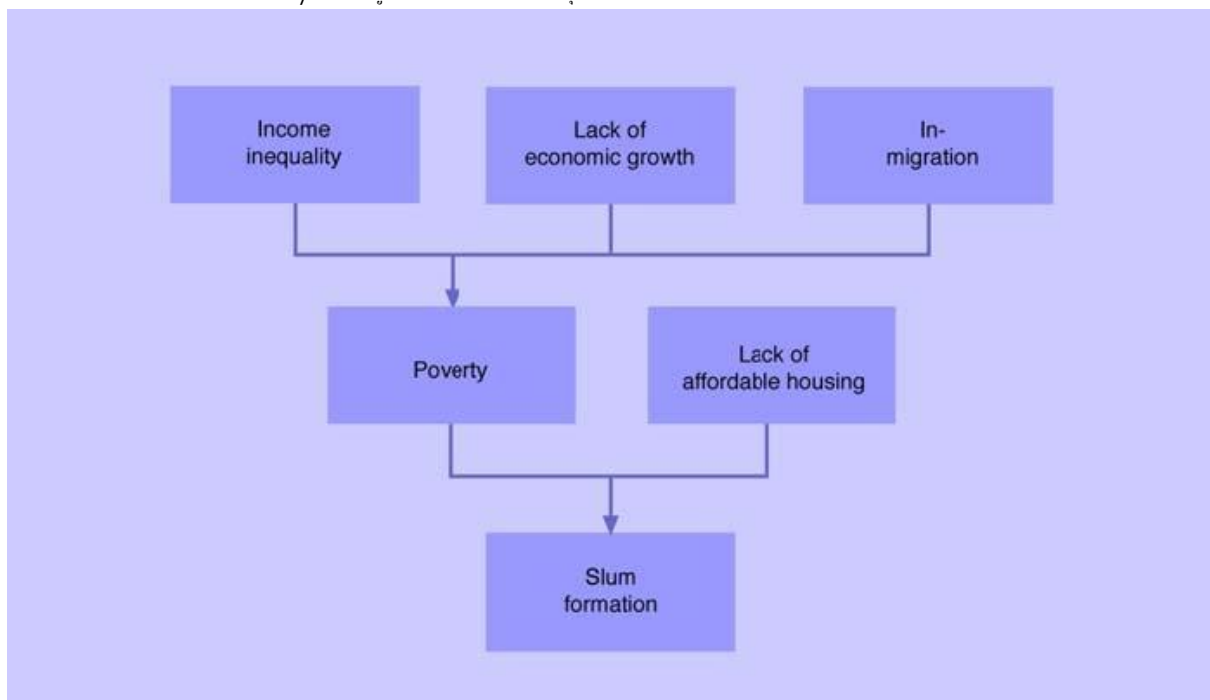 Income
inequality
Lack of
economic growth
In-
migration
Poverty
Lack of
affordable housing
Slum
formation